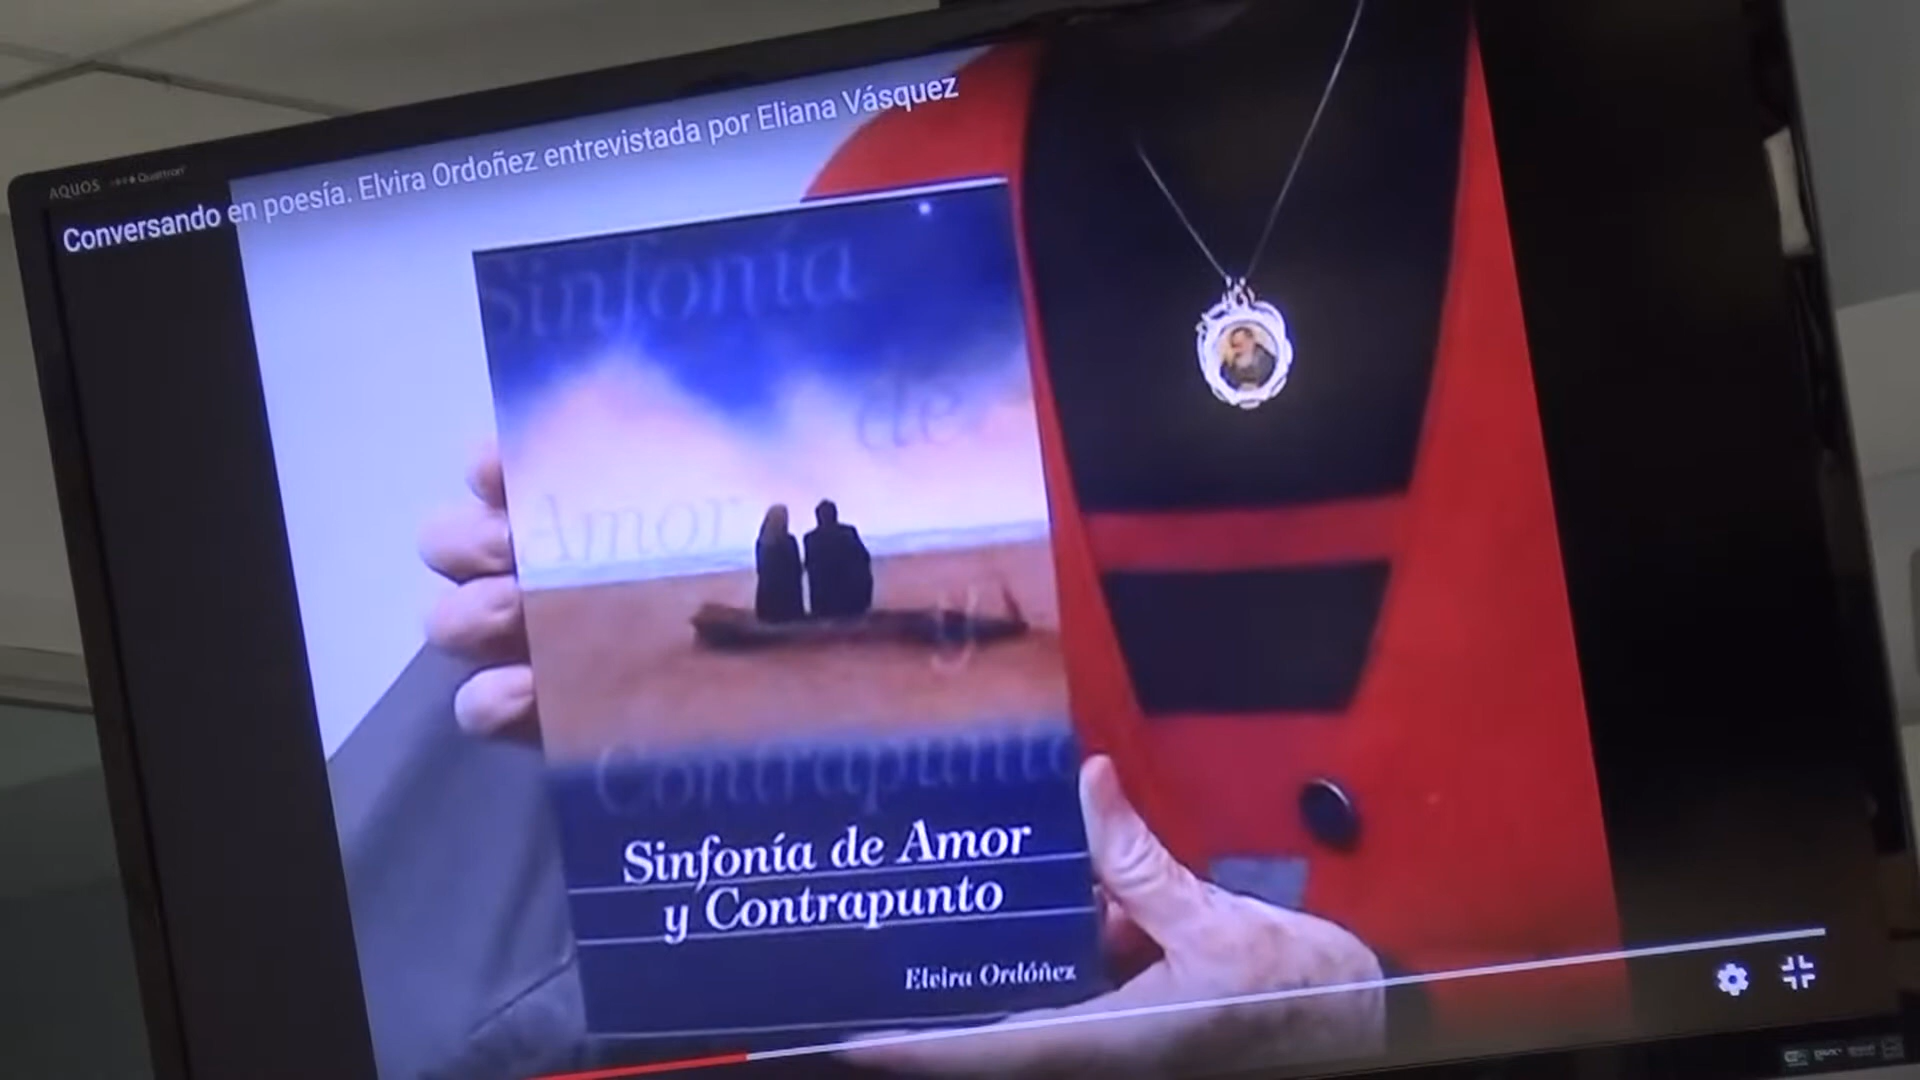 AQUOS
Quattron
Conversando en poesía. Elvira Ordoñez entrevistada por Eliana Vásquez
Sinfonía
de
Amor
y
Contrapunto
Sinfonía de Amor
y Contrapunto
Elvira Ordóñez